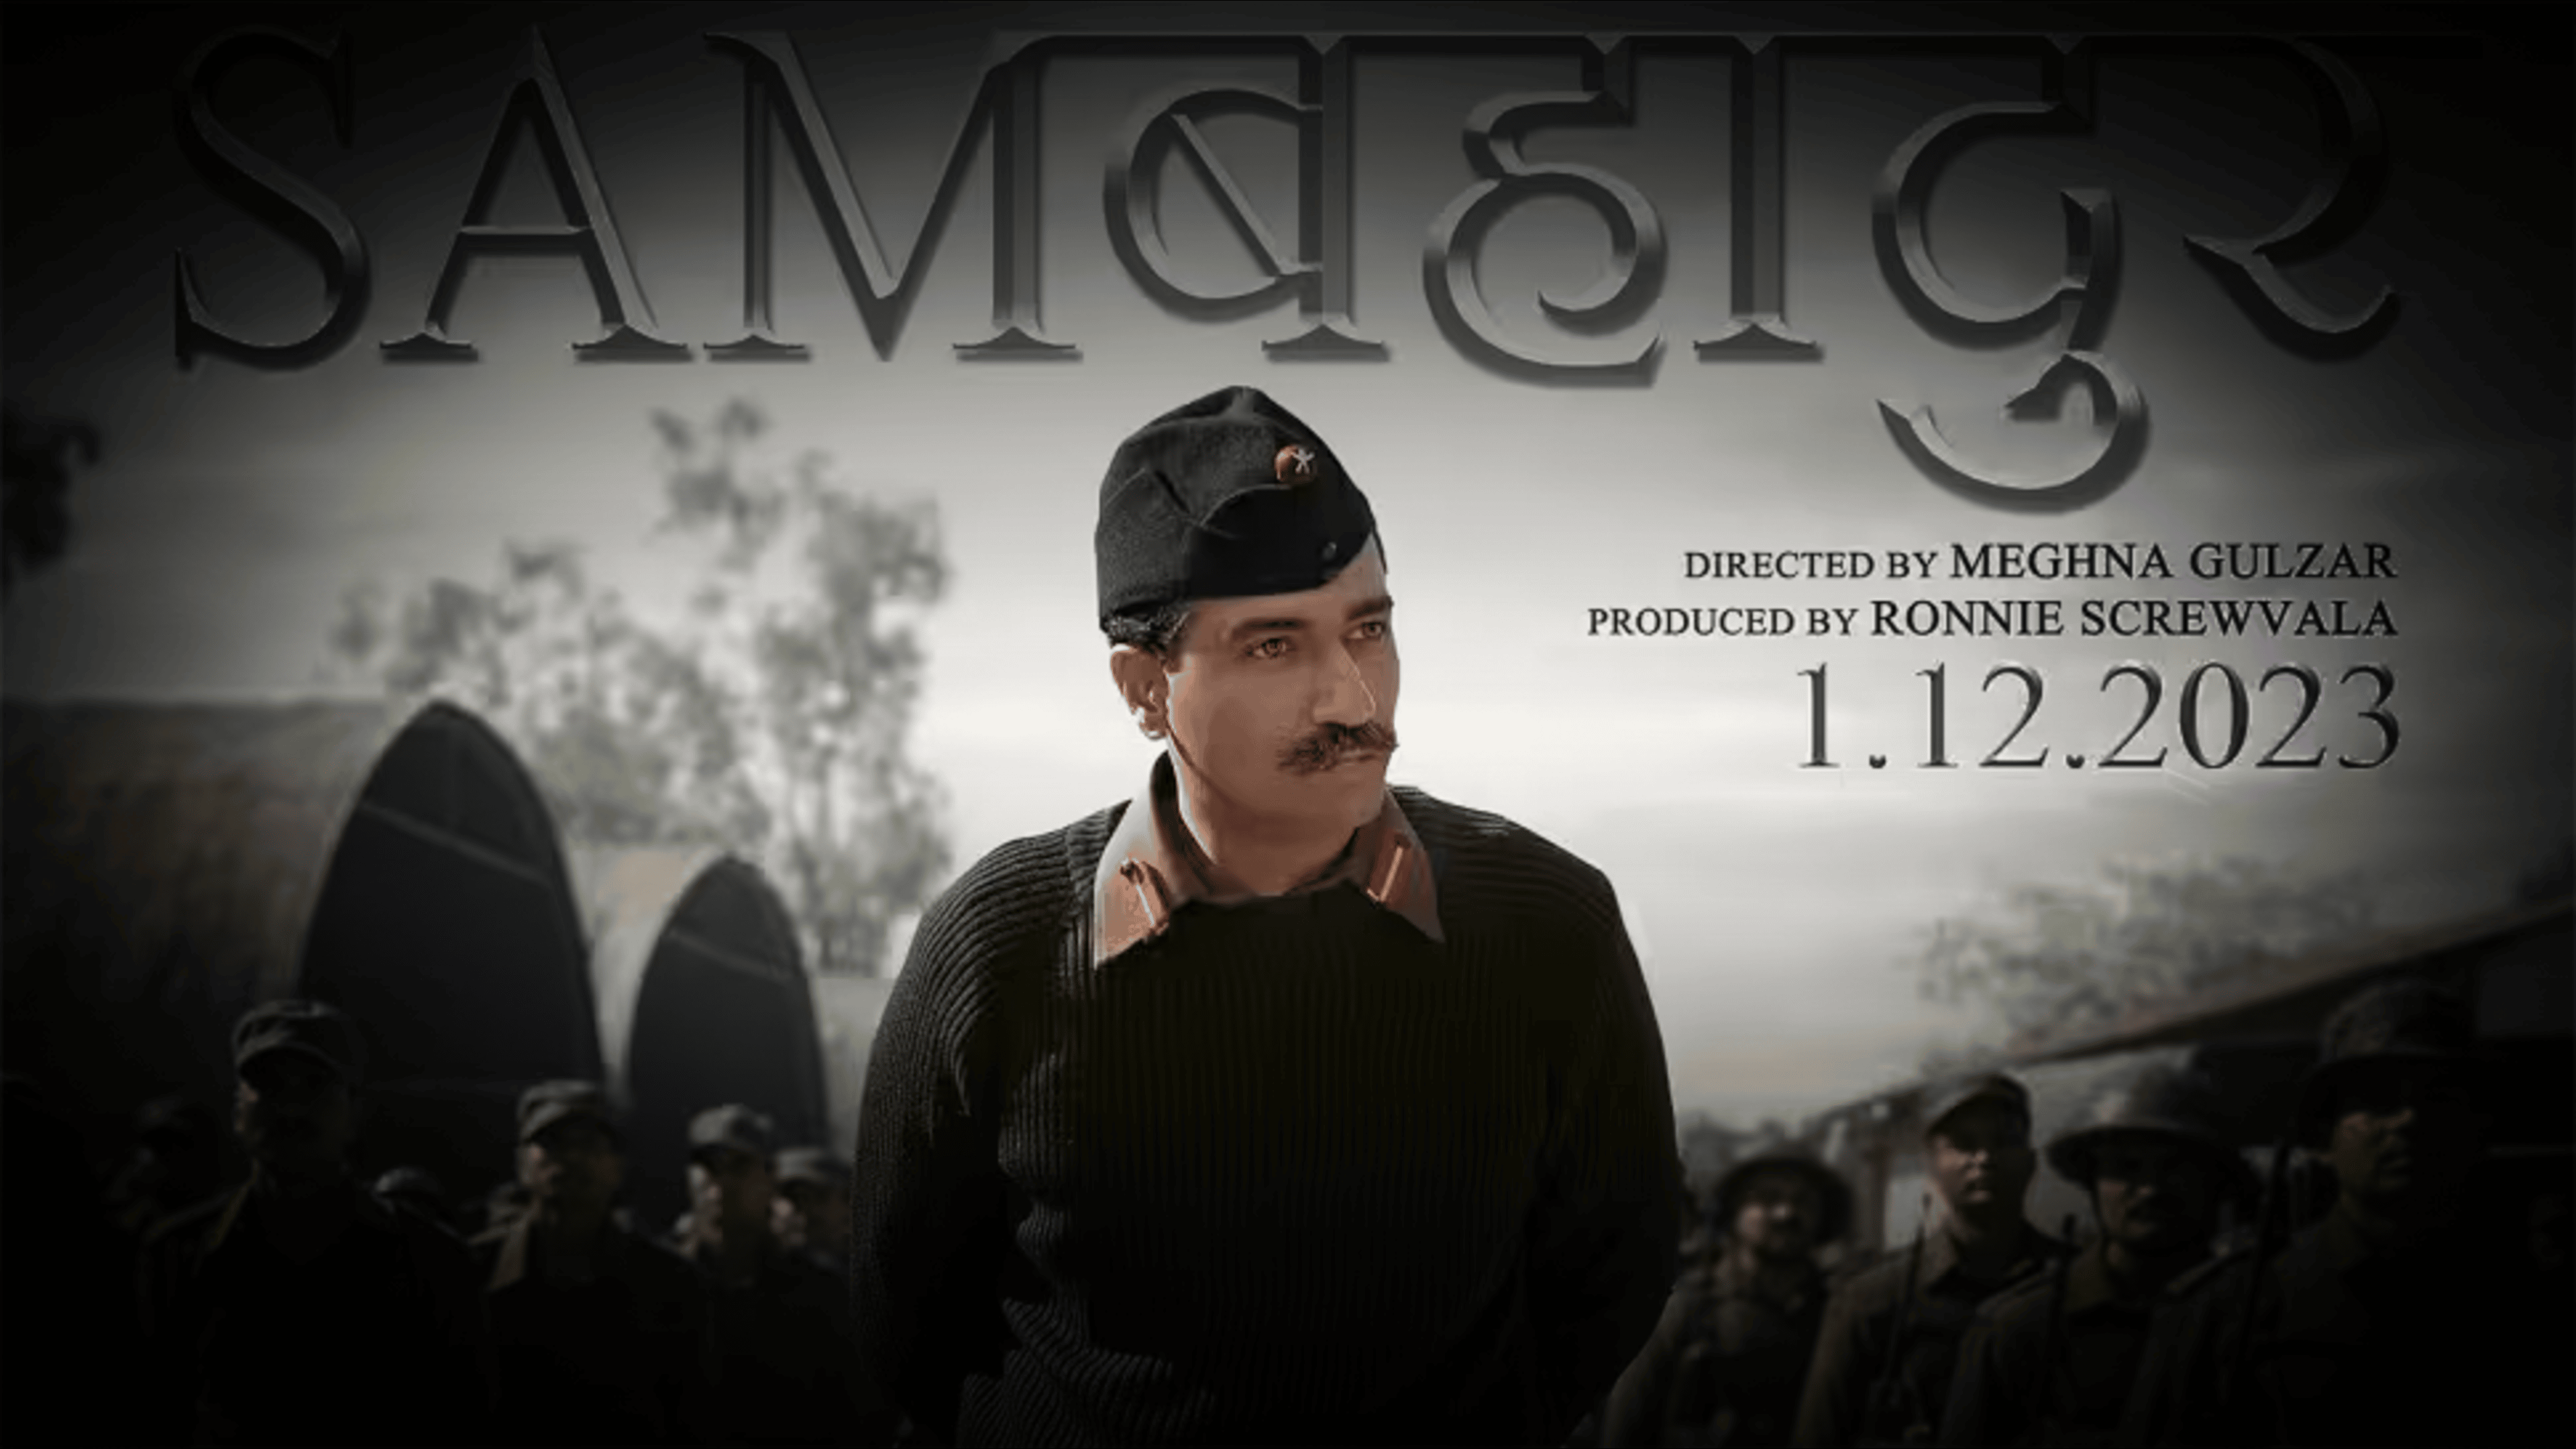 SAMबहादुर
DIRECTED BY MEGHNA GULZAR
PRODUCED BY RONNIE SCREWVALA
1.12.2023